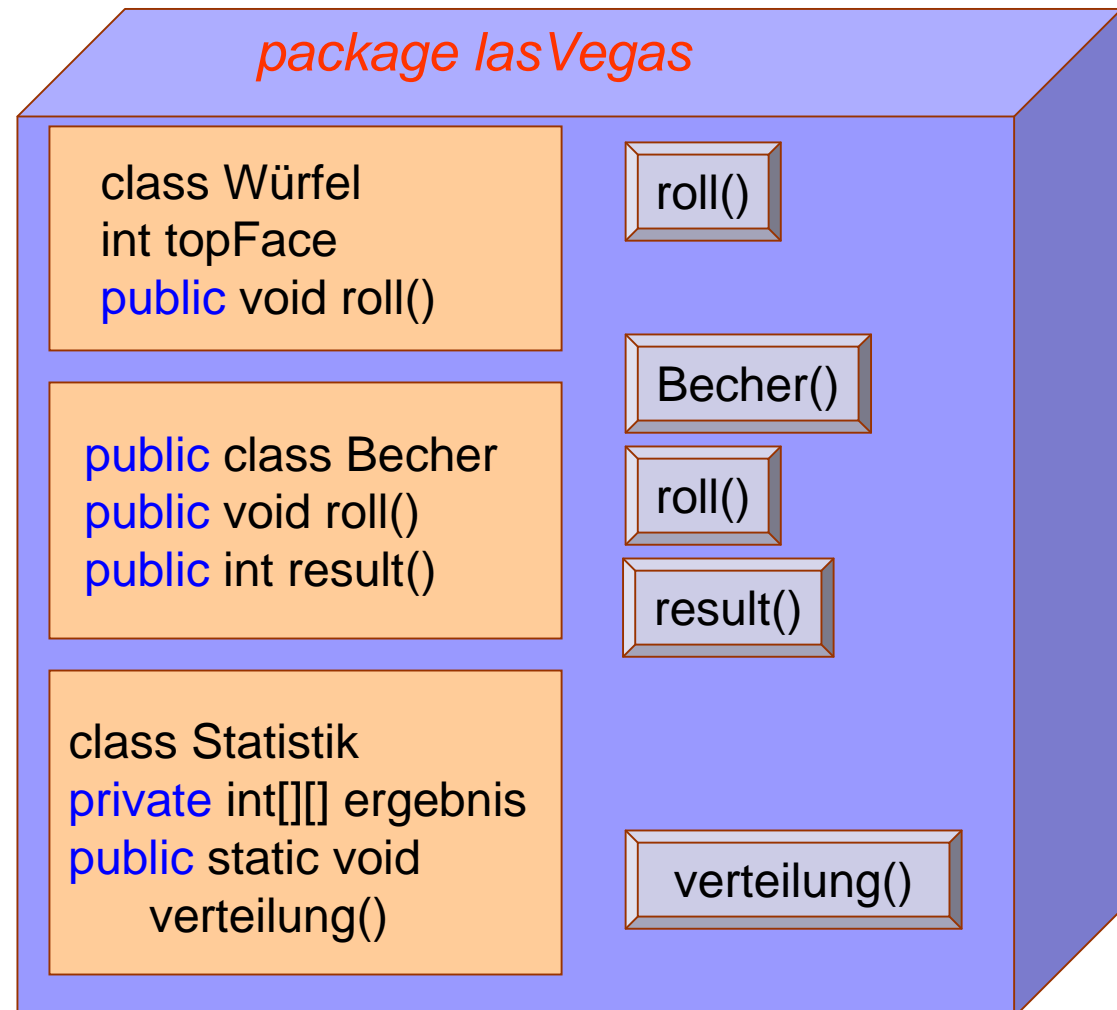 package lasVegas
class Würfel
int topFace
public void roll()
roll()
public class Becher
public void roll()
public int result()
Becher()
roll()
result()
class Statistik
private int[][] ergebnis
public static void
verteilung()
verteilung()